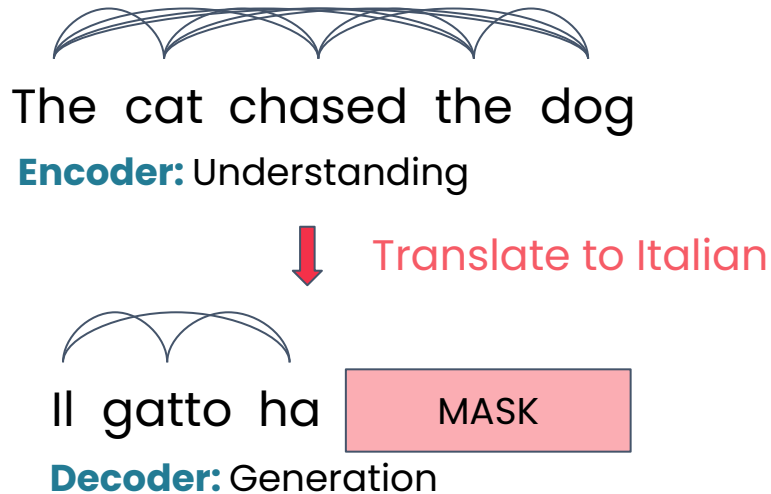 The cat chased the dog
Encoder: Understanding
Translate to Italian
Il gatto ha MASK
Decoder: Generation